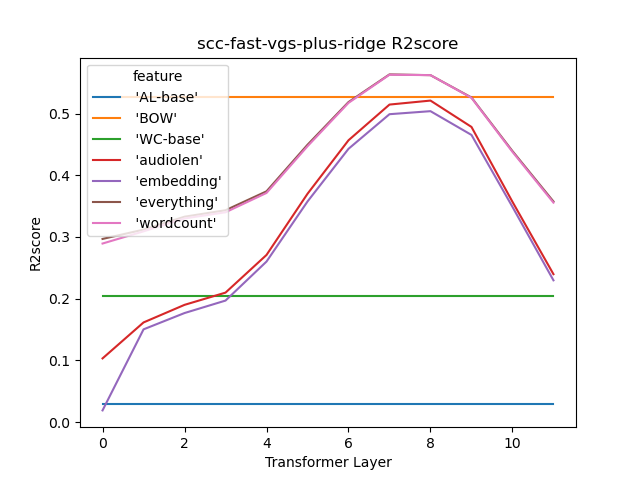 scc-fast-vgs-plus-ridge R2score
feature
'AL-base'
'BOW'
'WC-base'
'audiolen'
'embedding'
'everything'
'wordcount'
R2score
0.5
0.4
0.3
0.2
0.1
0.0
0 2 4 6 8 10
Transformer Layer